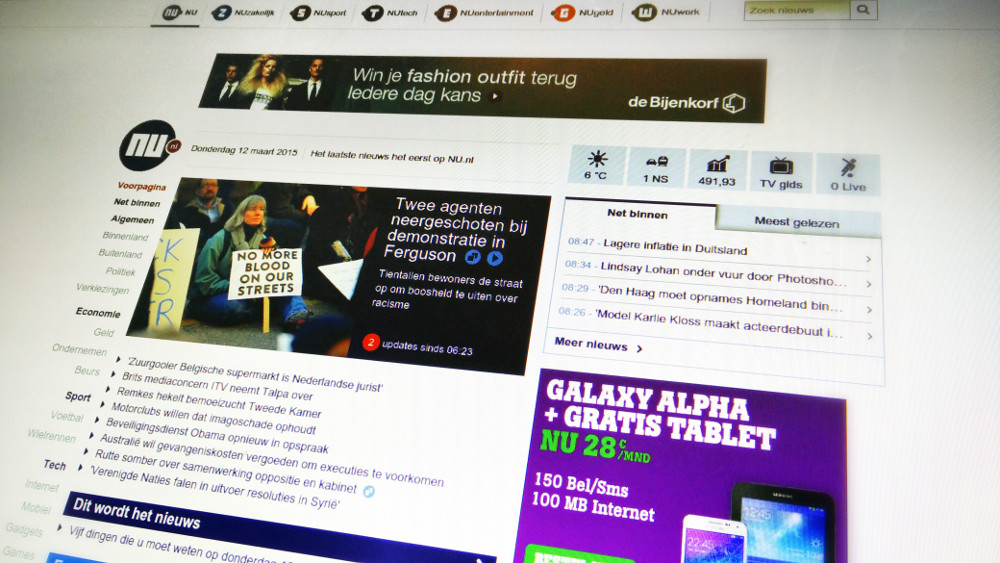 nu NU
Z NUzakelijk
S NUsport
T NUtech
E NUentertainment
G NUgeld
W NUwerk
Zoek nieuws
Win je fashion outfit terug
Iedere dag kans
de Bijenkorf
nu.nl
Donderdag 12 maart 2015
Het laatste nieuws het eerst op NU.nl
6 °C
1 NS
491,93
TV gids
0 Live
Voorpagina
Net binnen
Algemeen
Binnenland
Buitenland
Politiek
Verkiezingen
Economie
Geld
Ondernemen
Beurs
Sport
Voetbal
Wielrennen
Tech
Internet
Mobiel
Gadgets
Games
NO MORE
BLOOD
ON OUR
STREETS
Twee agenten
neergeschoten bij
demonstratie in
Ferguson
Tientallen bewoners de straat
op om boosheid te uiten over
racisme
2 updates sinds 06:23
'Zuurgooier Belgische supermarkt is Nederlandse jurist'
Brits mediaconcern ITV neemt Talpa over
Remkes hekelt bemoeizucht Tweede Kamer
Motorclubs willen dat imagoschade ophoudt
Beveiligingsdienst Obama opnieuw in opspraak
Australië wil gevangeniskosten vergoeden om executies te voorkomen
Rutte somber over samenwerking oppositie en kabinet
'Verenigde Naties falen in uitvoer resoluties in Syrië'
Dit wordt het nieuws
Vijf dingen die u moet weten op donderdag
Net binnen
Meest gelezen
08:47 - Lagere inflatie in Duitsland
08:34 - Lindsay Lohan onder vuur door Photosho...
08:29 - 'Den Haag moet opnames Homeland bin...
08:26 - 'Model Karlie Kloss maakt acteerdebuut i...
Meer nieuws
GALAXY ALPHA
+ GRATIS TABLET
NU 28 €/MND
150 Bel/Sms
100 MB Internet
12:45
22:45